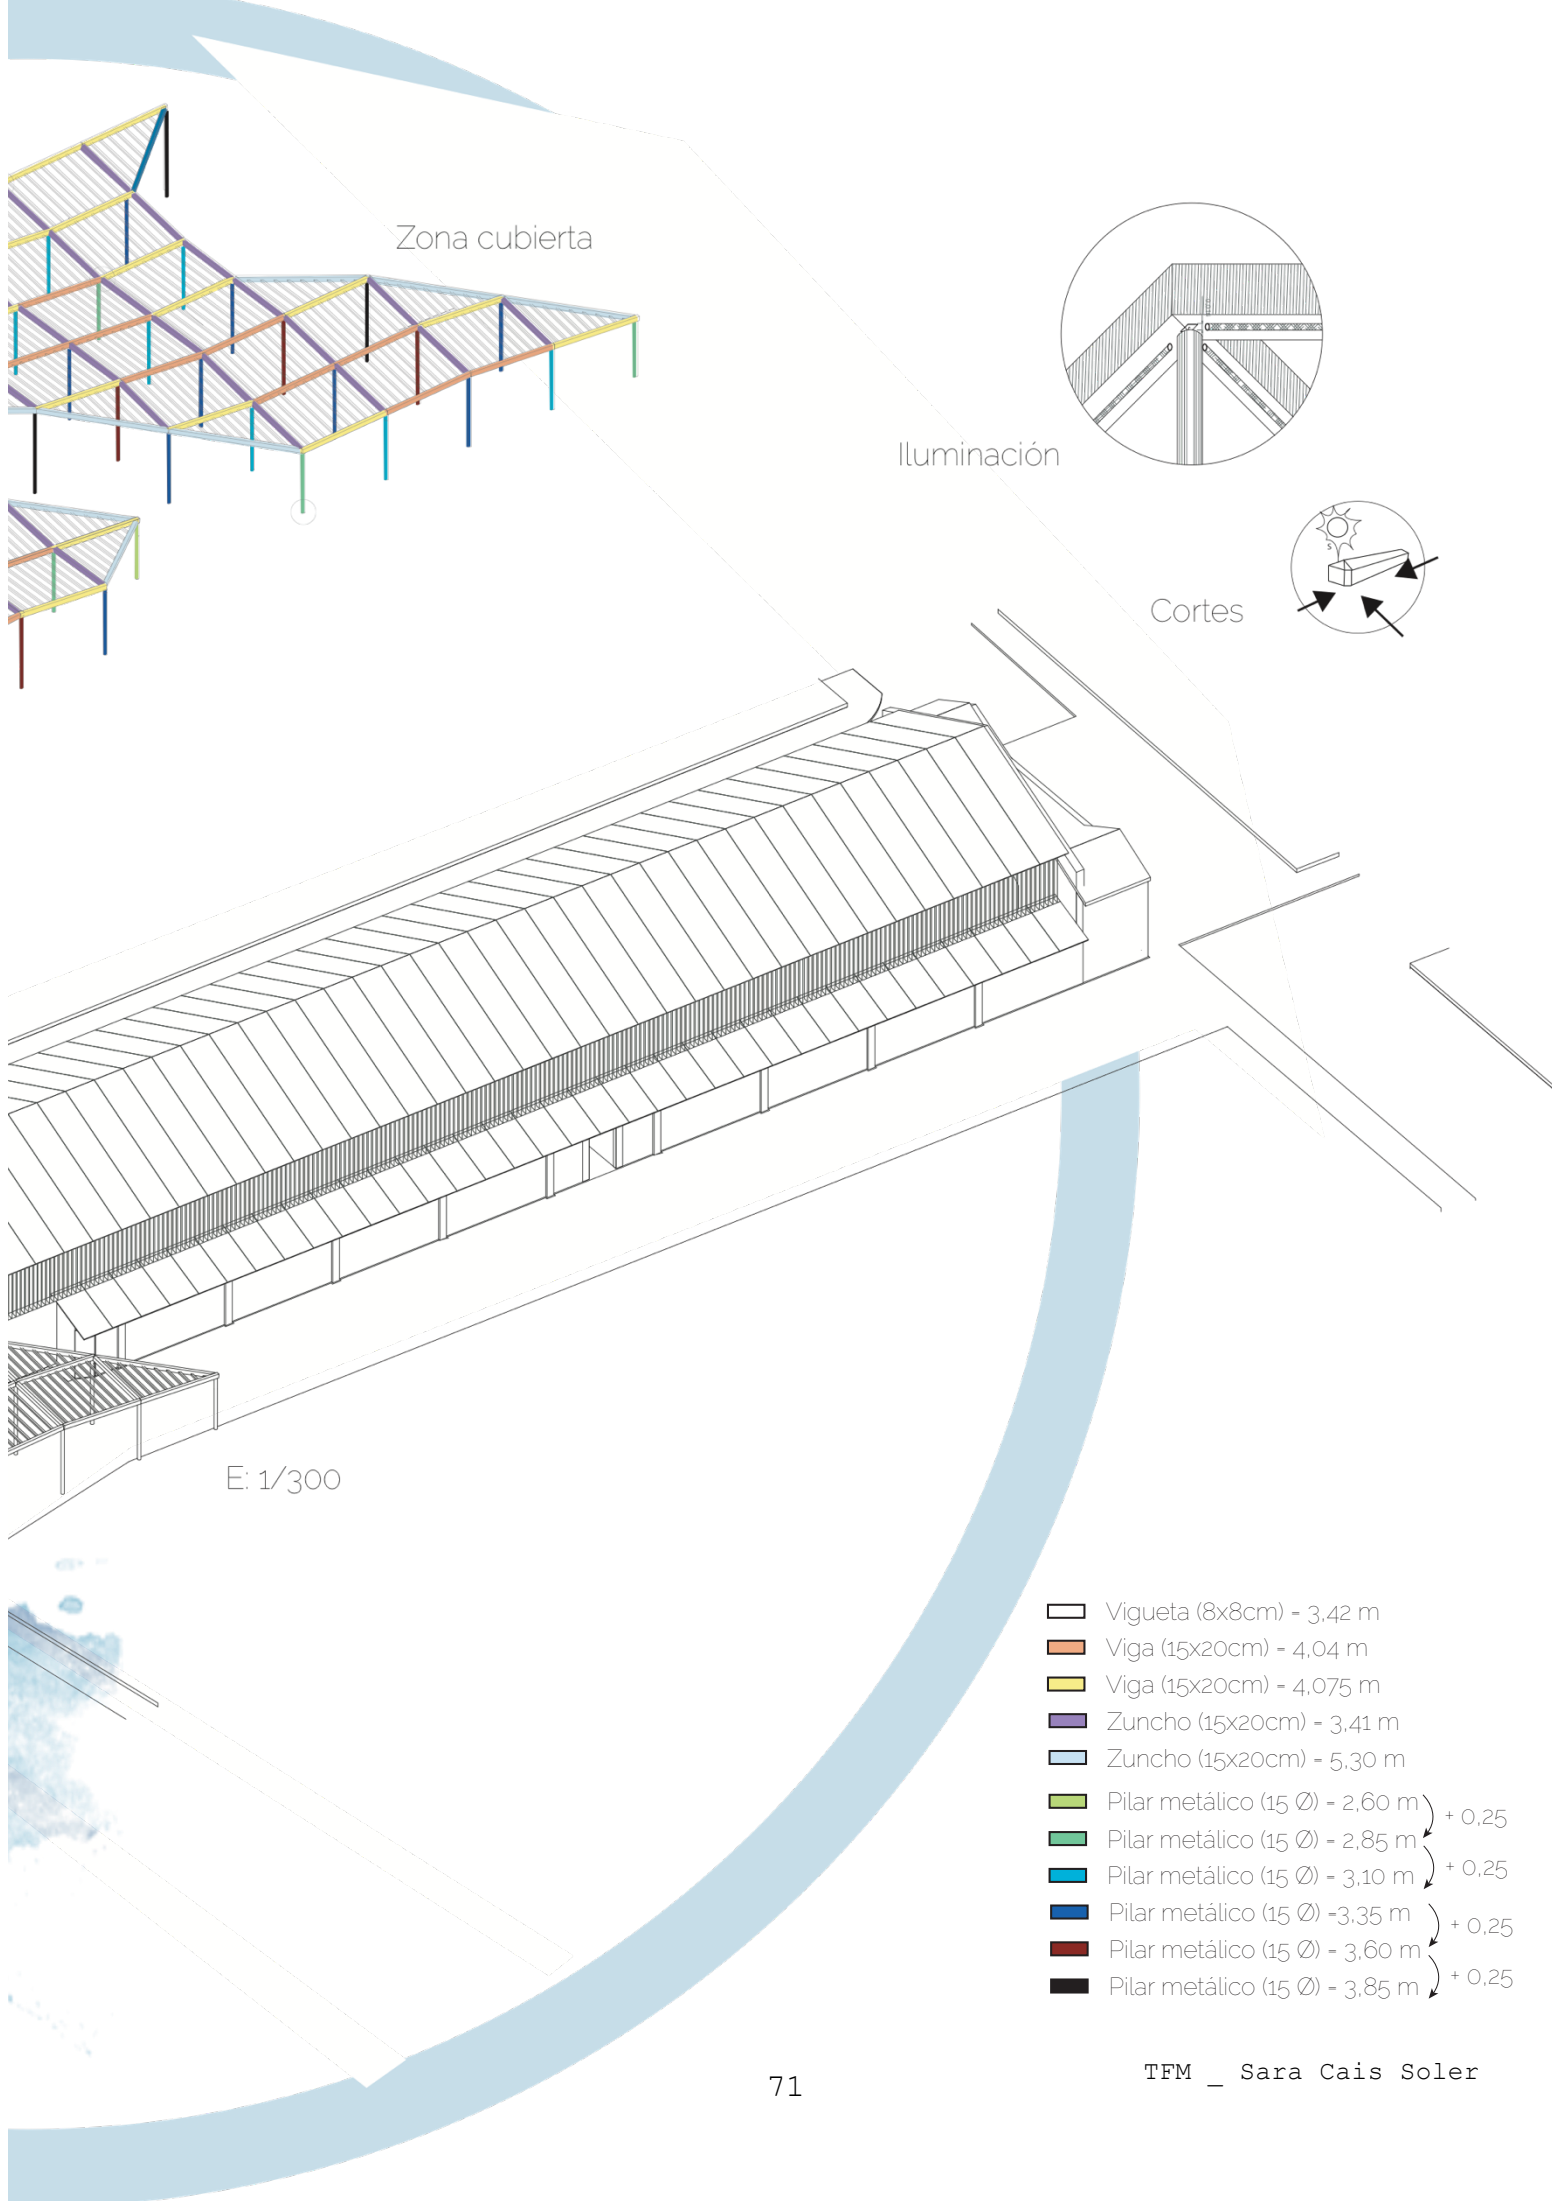 Zona cubierta
Iluminación
S
Cortes
E: 1/300
Vigueta (8x8cm) - 3,42 m
Viga (15x20cm) - 4,04 m
Viga (15x20cm) - 4,075 m
Zuncho (15x20cm) - 3,41 m
Zuncho (15x20cm) - 5,30 m
Pilar metálico (15 Ø) - 2,60 m
+ 0,25
Pilar metálico (15 Ø) - 2,85 m
+ 0,25
Pilar metálico (15 Ø) - 3,10 m
Pilar metálico (15 Ø) -3,35 m
+ 0,25
Pilar metálico (15 Ø) - 3,60 m
+ 0,25
Pilar metálico (15 Ø) - 3,85 m
TFM _ Sara Cais Soler
71